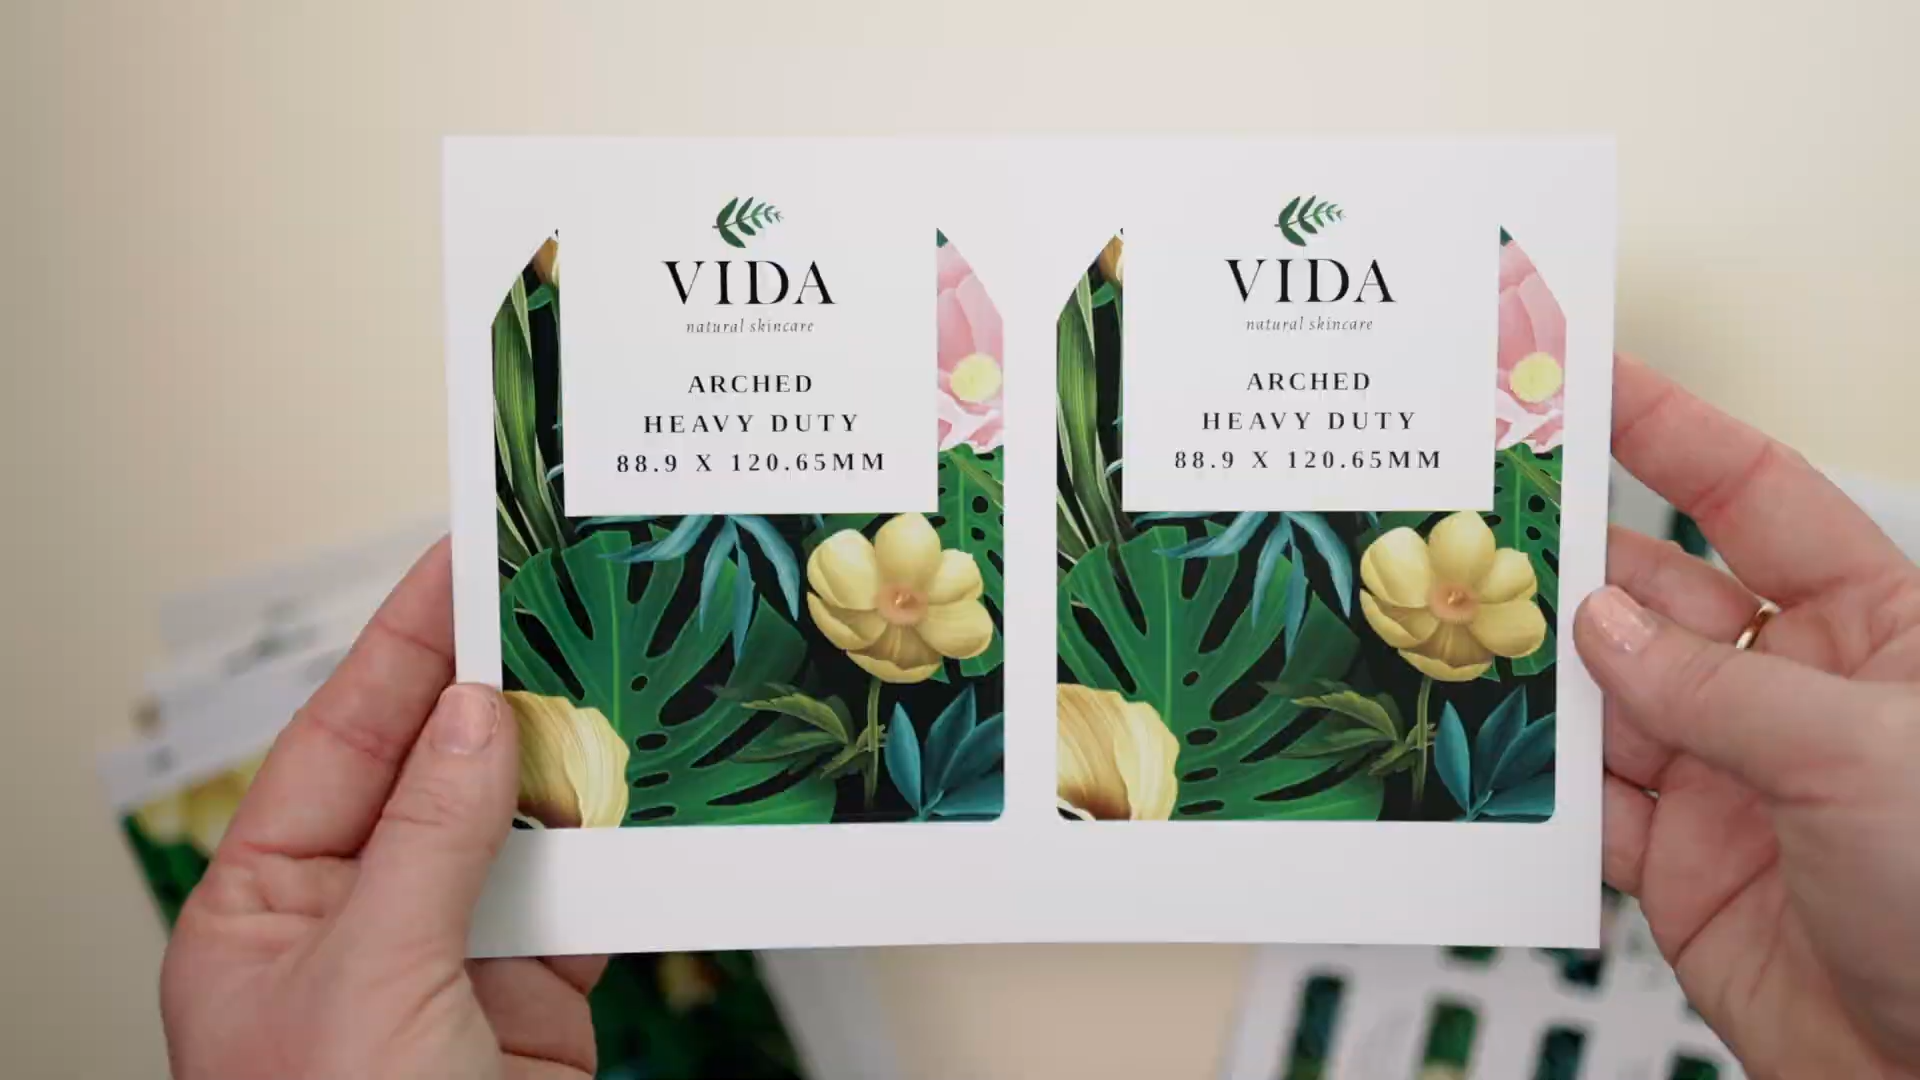 VIDA
natural skincare
ARCHED
HEAVY DUTY
88.9 X 120.65MM
VIDA
natural skincare
ARCHED
HEAVY DUTY
88.9 X 120.65MM